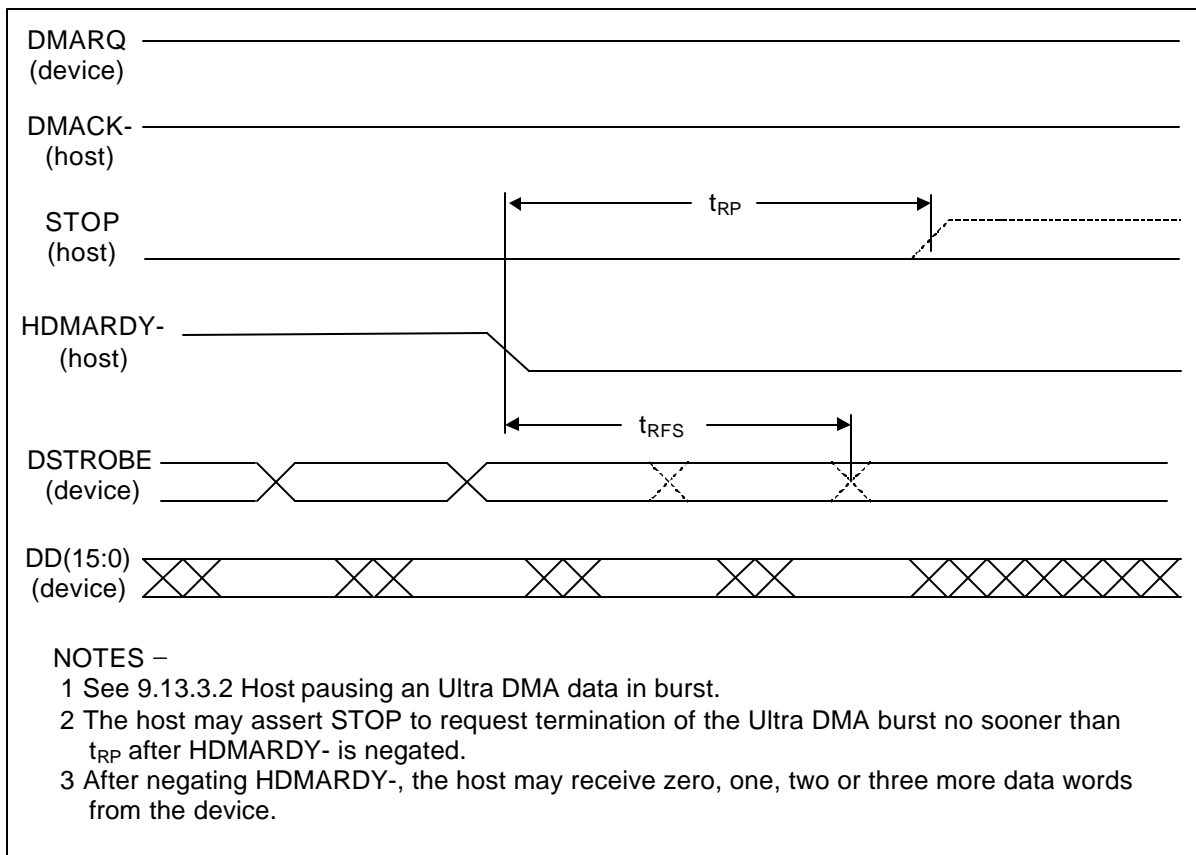 DMARQ
(device)
DMACK-
(host)
tRP
STOP
(host)
HDMARDY-
(host)
tRFS
DSTROBE
(device)
DD(15:0)
(device)
NOTES –
1 See 9.13.3.2 Host pausing an Ultra DMA data in burst.
2 The host may assert STOP to request termination of the Ultra DMA burst no sooner than
tRP after HDMARDY- is negated.
3 After negating HDMARDY-, the host may receive zero, one, two or three more data words
from the device.